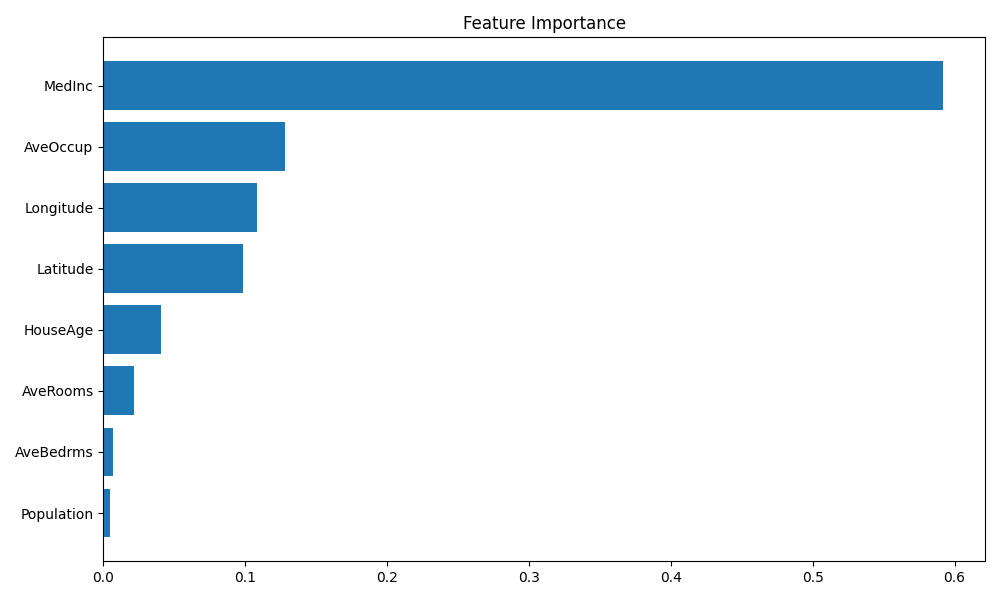 Feature Importance
MedInc
AveOccup
Longitude
Latitude
HouseAge
AveRooms
AveBedrms
Population
0.0 0.1 0.2 0.3 0.4 0.5 0.6